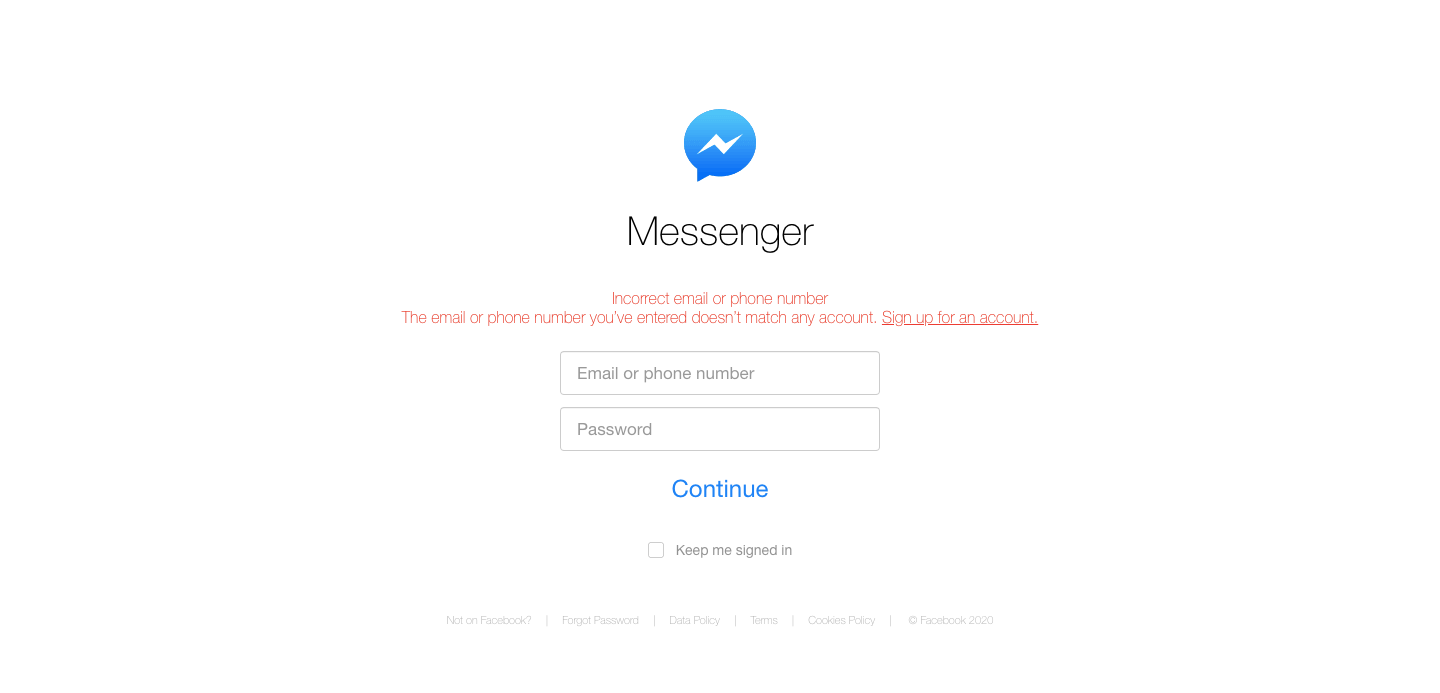 Messenger
Incorrect email or phone number
The email or phone number you’ve entered doesn’t match any account. Sign up for an account.
Email or phone number
Password
Continue
Keep me signed in
Not on Facebook? | Forgot Password | Data Policy | Terms | Cookies Policy | © Facebook 2020